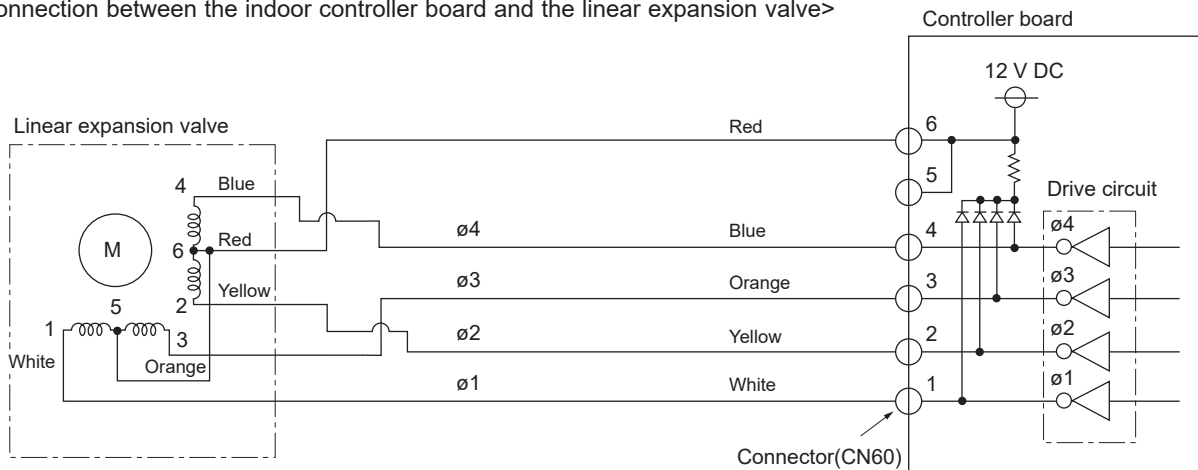 onnection between the indoor controller board and the linear expansion valve>
Controller board
12 V DC
Linear expansion valve
Red
6
5
Drive circuit
4
Blue
M
6
Red
ø4
Blue
4
ø4
ø3
Orange
3
ø3
2
Yellow
5
1
3
ø2
Yellow
2
ø2
White
Orange
ø1
White
1
ø1
Connector(CN60)